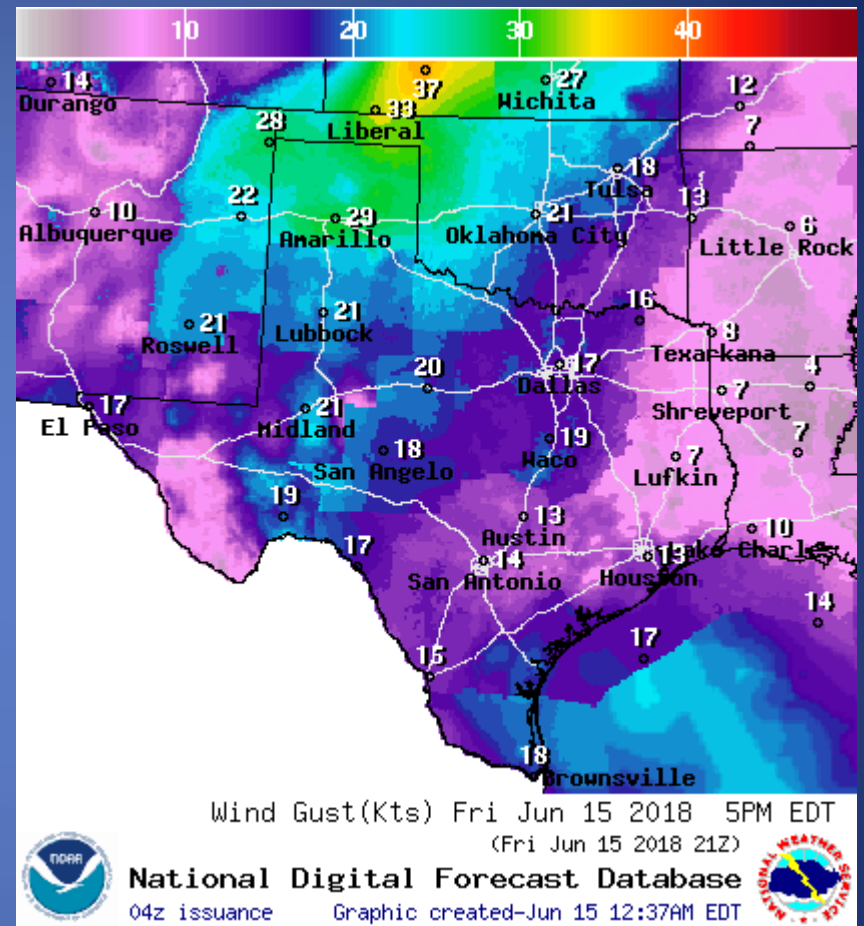 10 20 30 40
14
Durango
37
27
Wichita
12
33
Liberal
28
7
18
Tulsa
10
Albuquerque
22
29
Amarillo
21
Oklahoma City
13
6
Little Rock
21
Roswell
21
Lubbock
16
8
Texarkana
17
Dallas
20
4
17
El Paso
21
Midland
7
Shreveport
18
San Angelo
19
Waco
7
Lufkin
7
19
13
Austin
10
17
14
San Antonio
13
Houston
14
17
15
18
Brownsville
Wind Gust(Kts) Fri Jun 15 2018 5PM EDT
(Fri Jun 15 2018 21Z)
National Digital Forecast Database
04z issuance Graphic created-Jun 15 12:37AM EDT
NOAA
NATIONAL WEATHER SERVICE